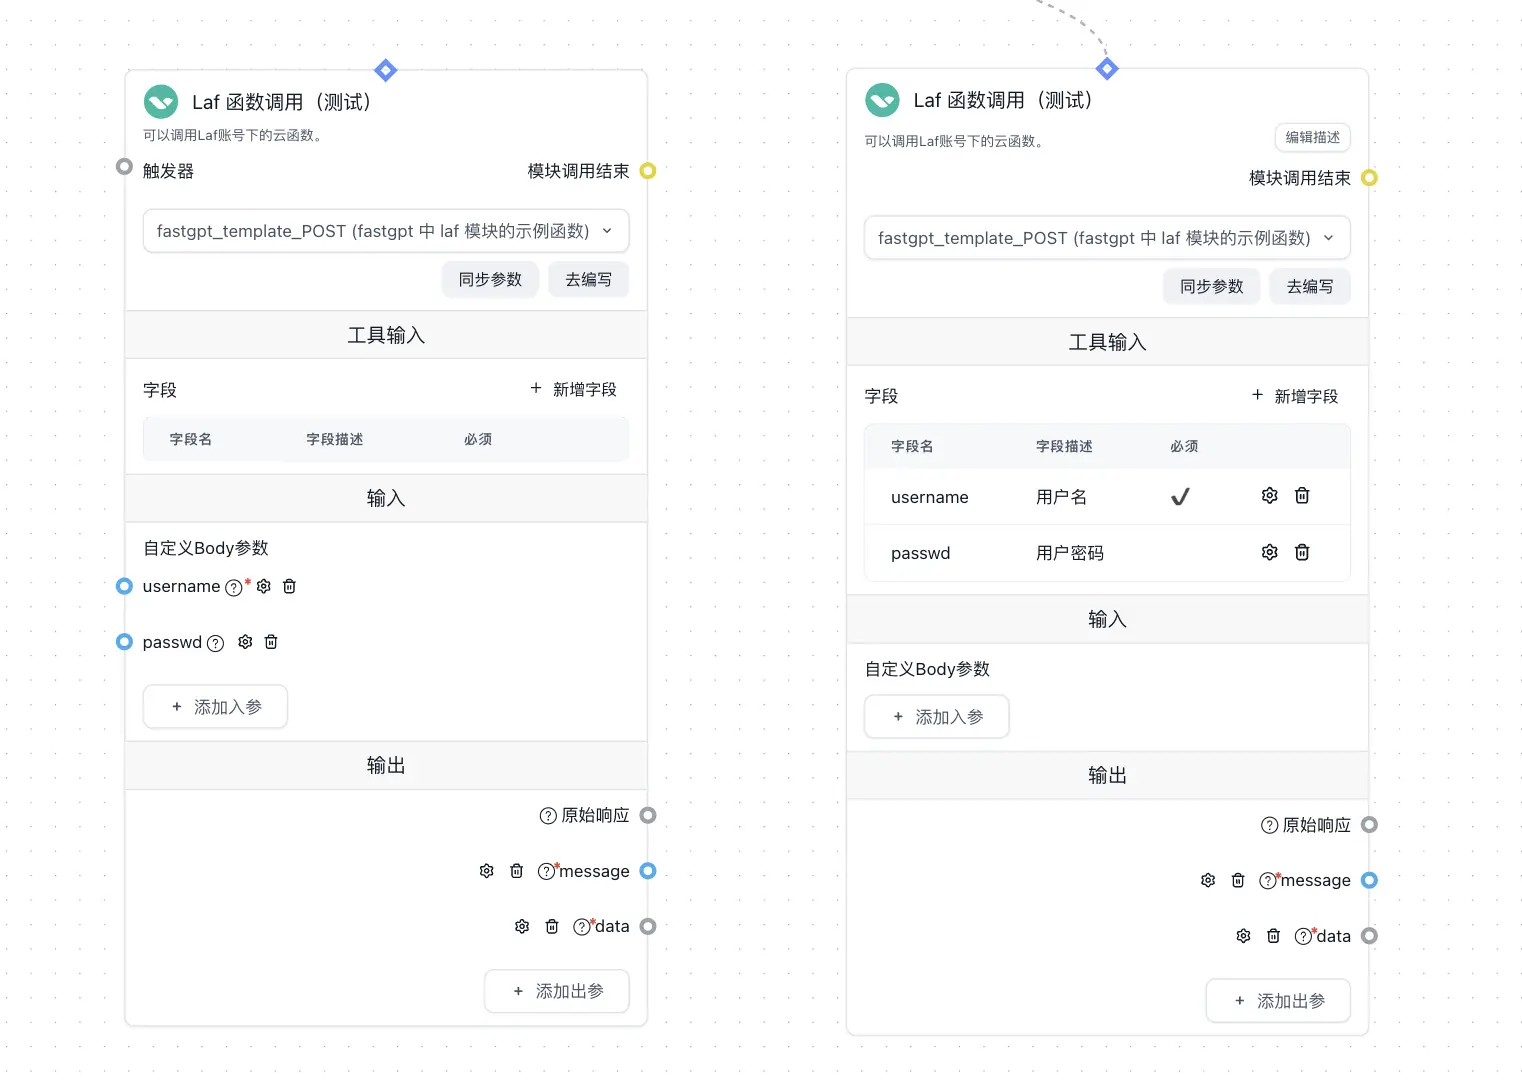 Laf 函数调用（测试）
可以调用Laf账号下的云函数。
触发器
模块调用结束
fastgpt_template_POST (fastgpt 中 laf 模块的示例函数)
同步参数
去编写
工具输入
字段
+ 新增字段
字段名 字段描述 必须
输入
自定义Body参数
username ? *
passwd ?
+ 添加入参
输出
? 原始响应
? *message
? *data
+ 添加出参
Laf 函数调用（测试）
可以调用Laf账号下的云函数。
编辑描述
模块调用结束
fastgpt_template_POST (fastgpt 中 laf 模块的示例函数)
同步参数
去编写
工具输入
字段
+ 新增字段
字段名 字段描述 必须
username 用户名 ✓
passwd 用户密码
输入
自定义Body参数
+ 添加入参
输出
? 原始响应
? *message
? *data
+ 添加出参